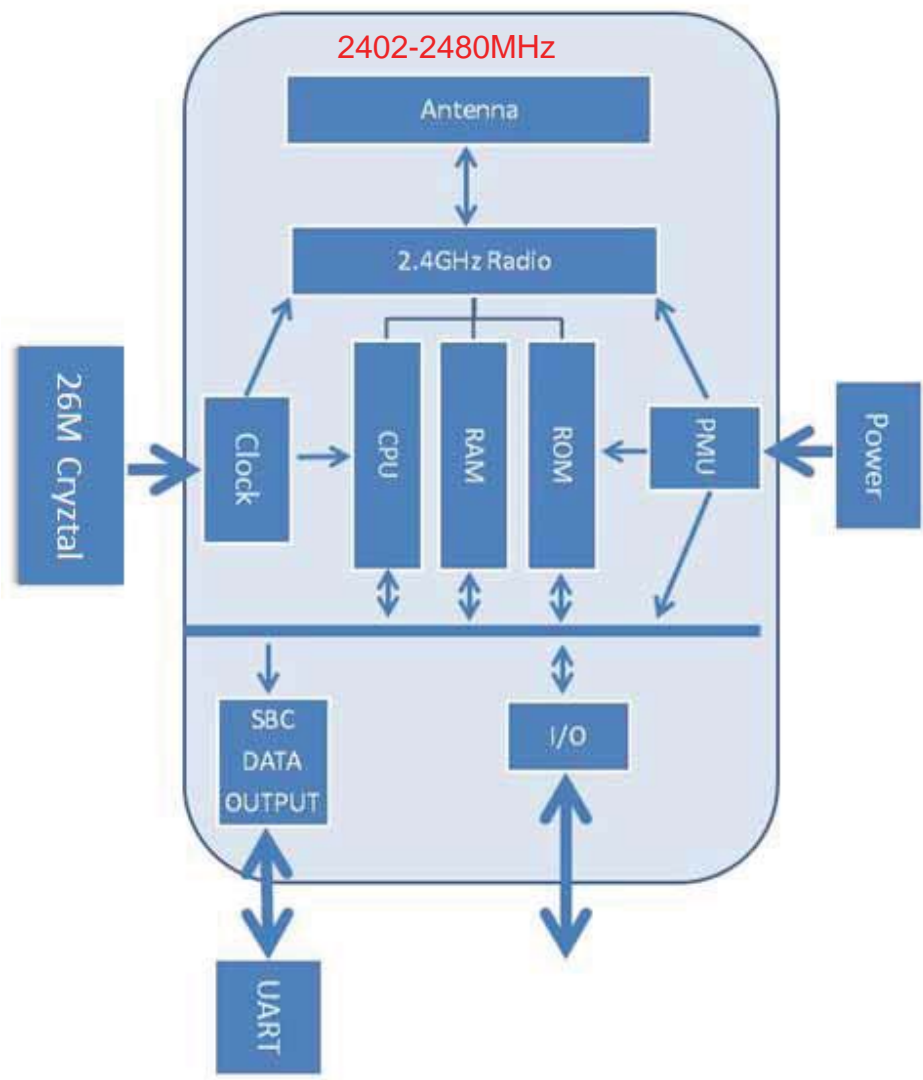 2402-2480MHz
Antenna
2.4GHz Radio
26M Cryztal
Clock
CPU
RAM
ROM
PMU
Power
SBC
DATA
OUTPUT
I/O
UART